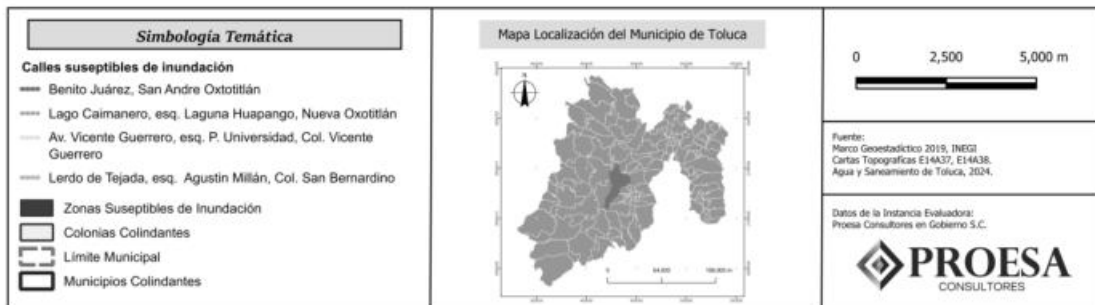 Simbología Temática
Calles suseptibles de inundación
Benito Juárez, San Andre Oxtotitlán
Lago Caimanero, esq. Laguna Huapango, Nueva Oxotitlán
Av. Vicente Guerrero, esq. P. Universidad, Col. Vicente
Guerrero
Lerdo de Tejada, esq. Agustin Millán, Col. San Bernardino
Zonas Suseptibles de Inundación
Colonias Colindantes
Límite Municipal
Municipios Colindantes
Mapa Localización del Municipio de Toluca
N
0
0 2,500 5,000 m
Fuente:
Marco Geoestadíctico 2019, INEGI
Cartas Topograficas E14A37, E14A38.
Agua y Saneamiento de Toluca, 2024.
Datos de la Instancia Evaluadora:
Proesa Consultores en Gobierno S.C.
PROESA
CONSULTORES